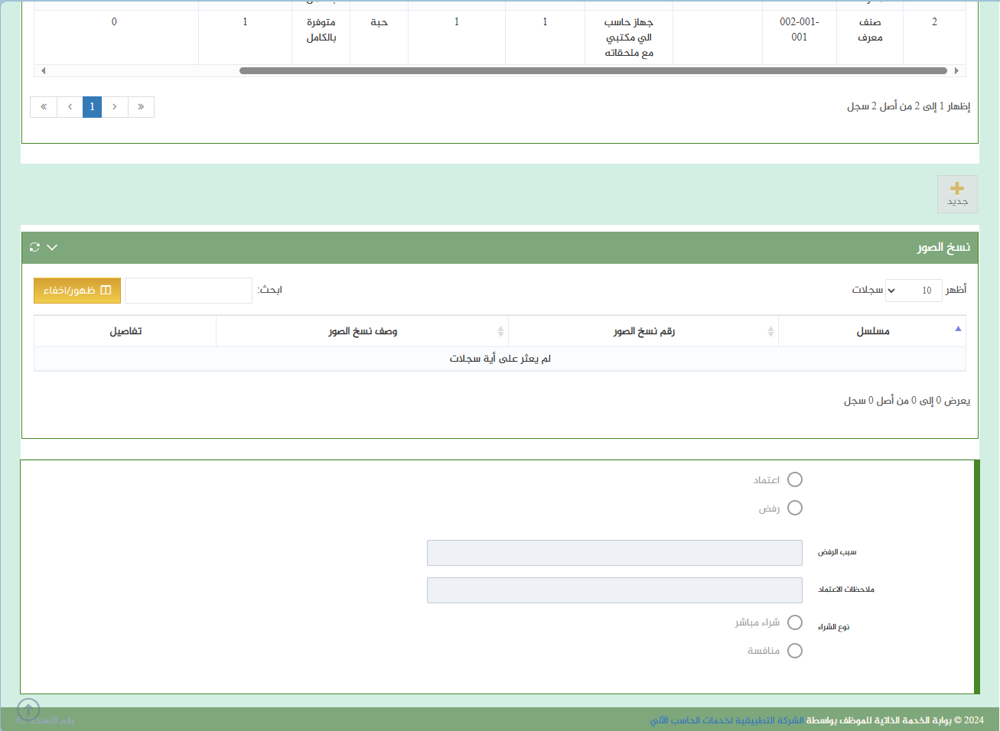 2
صنف معرف
002-001-001
جهاز حاسب الي مكتبي مع ملحقاته
1
1
حبة
متوفرة بالكامل
1
0
إظهار 1 إلى 2 من أصل 2 سجل
« ‹ 1 › »
جديد
نسخ الصور
أظهر 10 سجلات
ابحث:
ظهور/اخفاء
مسلسل
رقم نسخ الصور
وصف نسخ الصور
تفاصيل
لم يعثر على أية سجلات
يعرض 0 إلى 0 من أصل 0 سجل
اعتماد
رفض
سبب الرفض
ملاحظات الاعتماد
نوع الشراء
شراء مباشر
منافسة
2024 © بوابة الخدمة الذاتية للموظف بواسطة الشركة التطبيقية لخدمات الحاسب الآلي
رقم النسخة